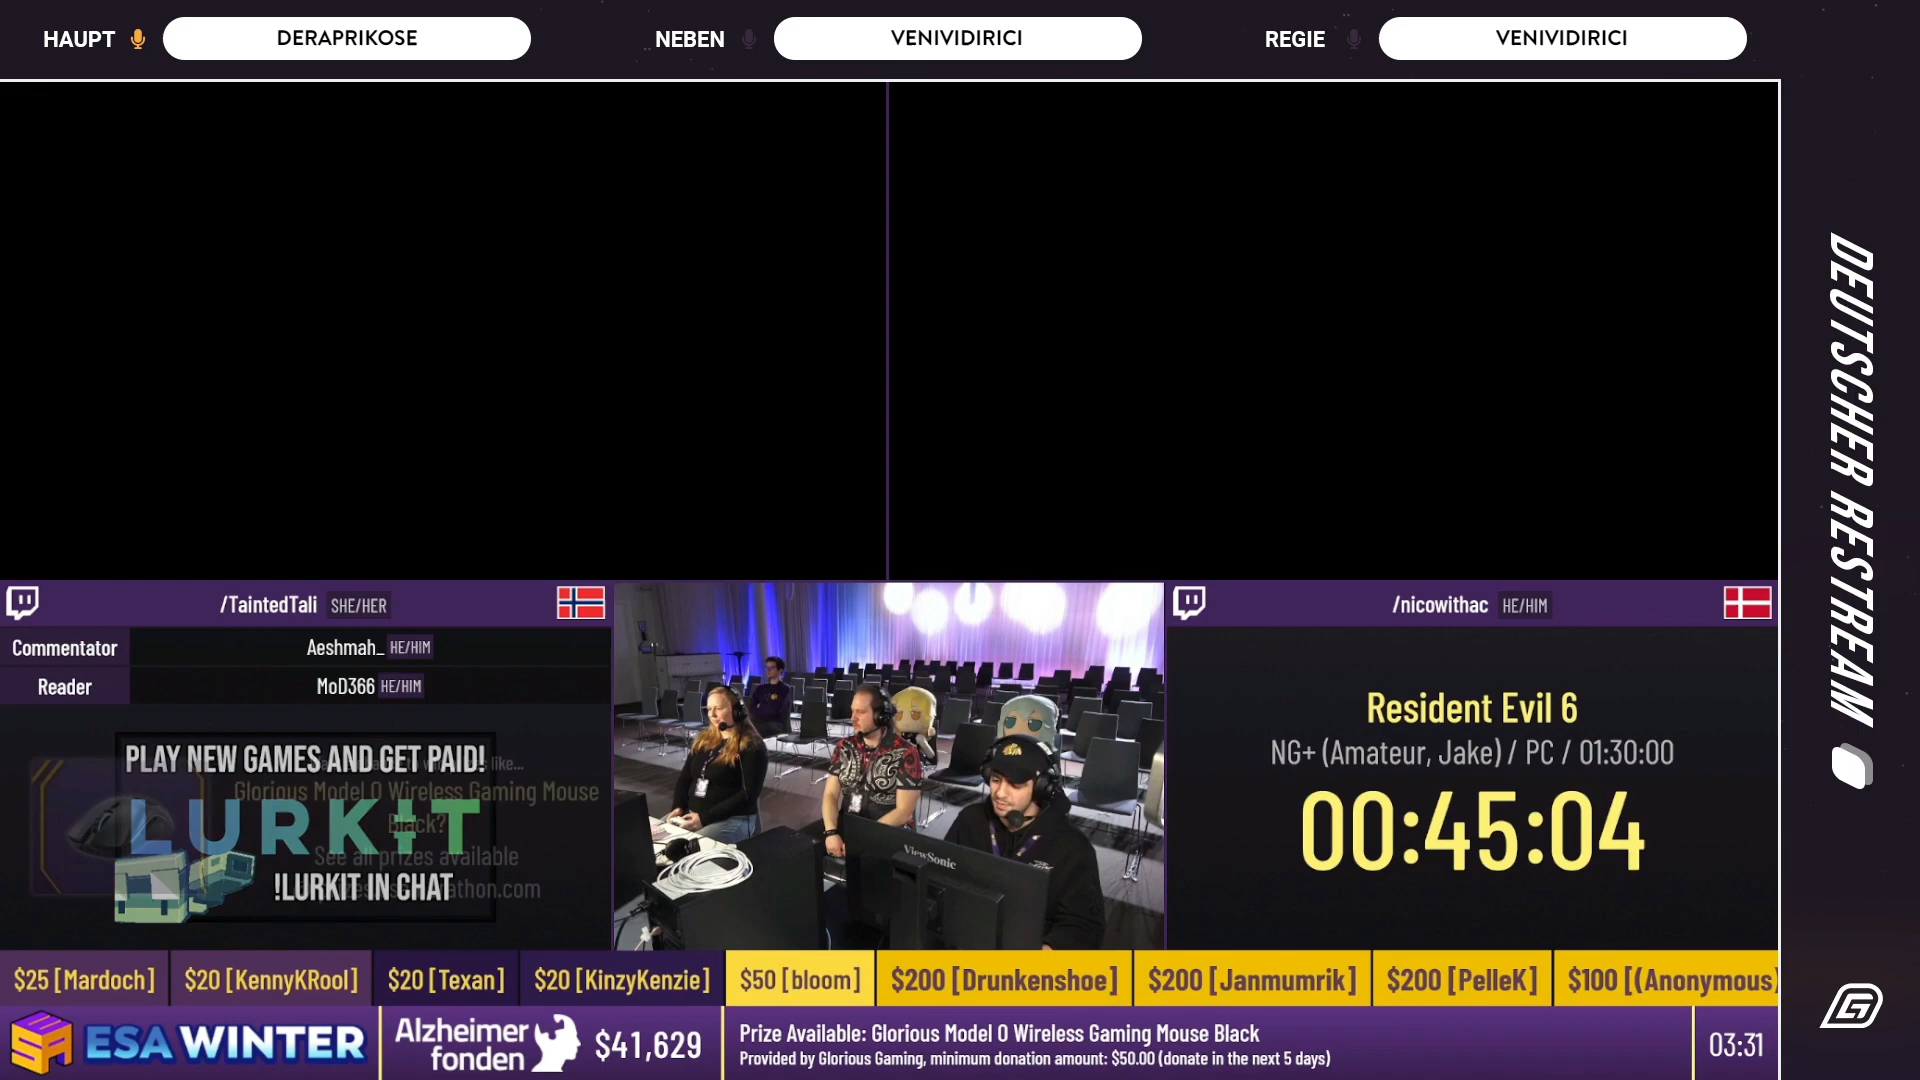 HAUPT DERAPRIKOSE NEBEN VENIVIDIRICI REGIE VENIVIDIRICI
DEUTSCHER RESTREAM
/TaintedTali SHE/HER
Commentator Aeshmah_ HE/HIM
Reader MoD366 HE/HIM
PLAY NEW GAMES AND GET PAID!
like...
Glorious Model O Wireless Gaming Mouse
Black?
LURKIT
See all prizes available
!LURKIT IN CHAT
athon.com
ViewSonic
/nicowithac HE/HIM
Resident Evil 6
NG+ (Amateur, Jake) / PC / 01:30:00
00:45:04
$25 [Mardoch] $20 [KennyKRool] $20 [Texan] $20 [KinzyKenzie] $50 [bloom] $200 [Drunkenshoe] $200 [Janmumrik] $200 [PelleK] $100 [(Anonymous)
ESA WINTER
Alzheimer
fonden
$41,629
Prize Available: Glorious Model O Wireless Gaming Mouse Black
Provided by Glorious Gaming, minimum donation amount: $50.00 (donate in the next 5 days)
03:31